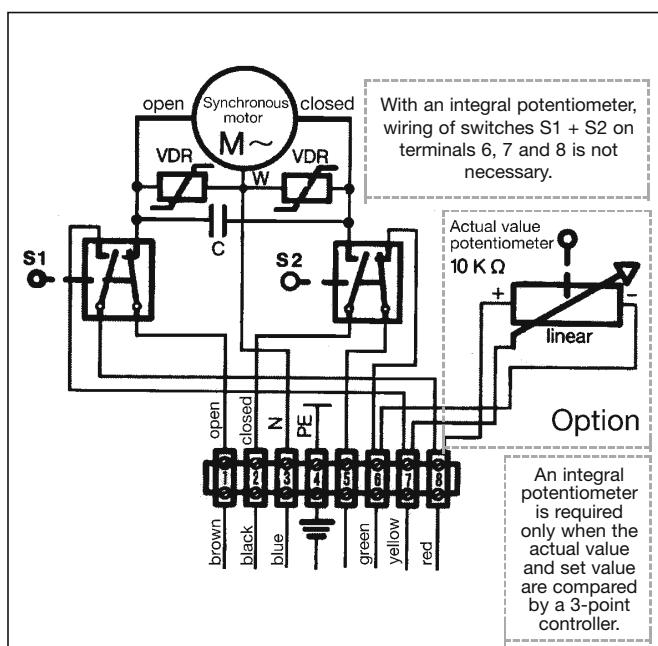 open
Synchronous
motor
M~
closed
VDR
W
VDR
C
S1
S2
With an integral potentiometer,
wiring of switches S1 + S2 on
terminals 6, 7 and 8 is not
necessary.
Actual value
potentiometer
10 K Ω
+
–
linear
Option
open
closed
N
PE
1 2 3 4 5 6 7 8
brown
black
blue
green
yellow
red
An integral
potentiometer
is required
only when the
actual value
and set value
are compared
by a 3-point
controller.